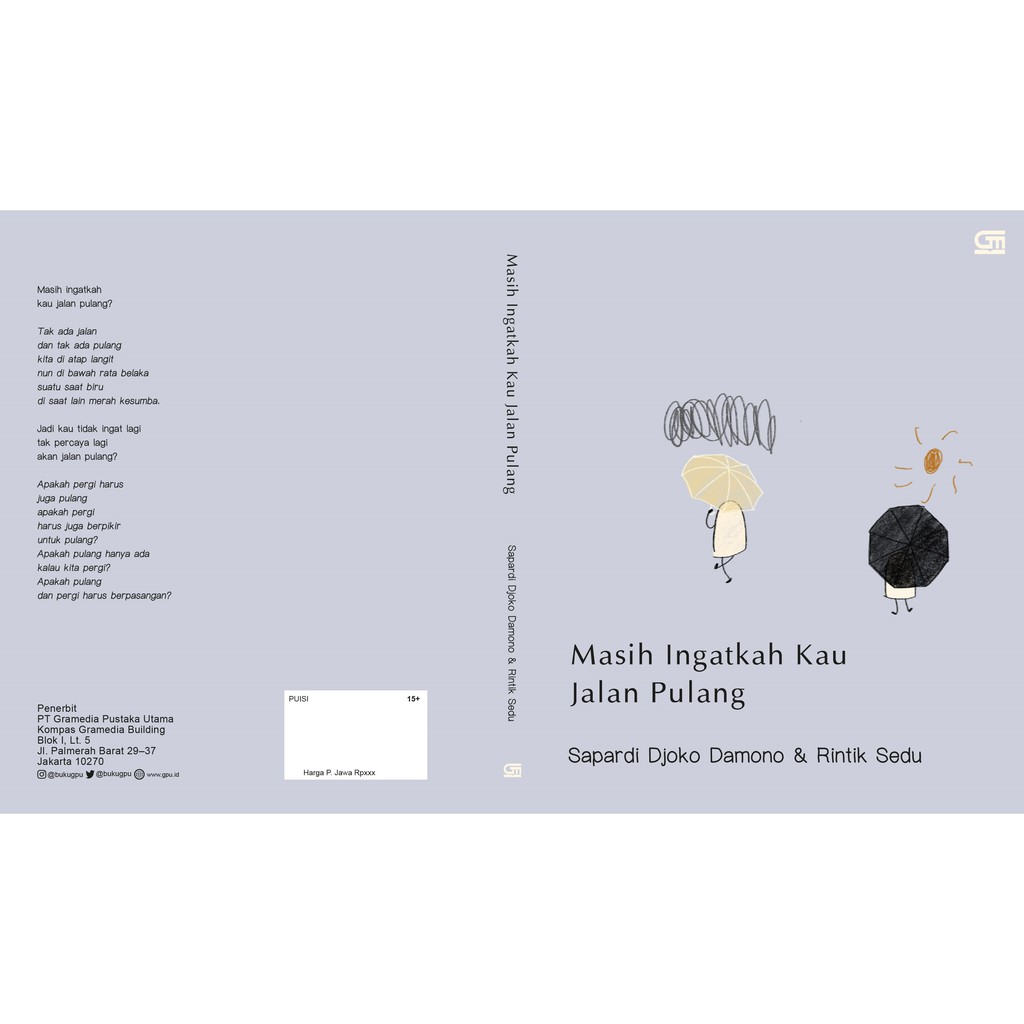 Masih ingatkah
kau jalan pulang?
Tak ada jalan
dan tak ada pulang
kita di atap langit
nun di bawah rata belaka
suatu saat biru
di saat lain merah kesumba.
Jadi kau tidak ingat lagi
tak percaya lagi
akan jalan pulang?
Apakah pergi harus
juga pulang
apakah pergi
harus juga berpikir
untuk pulang?
Apakah pulang hanya ada
kalau kita pergi?
Apakah pulang
dan pergi harus berpasangan?
Penerbit
PT Gramedia Pustaka Utama
Kompas Gramedia Building
Blok I, Lt. 5
Jl. Palmerah Barat 29–37
Jakarta 10270
@bukugpu @bukugpu www.gpu.id
PUISI 15+
Harga P. Jawa Rpxxx
Masih Ingatkah Kau Jalan Pulang
Sapardi Djoko Damono & Rintik Sedu
Masih Ingatkah Kau
Jalan Pulang
Sapardi Djoko Damono & Rintik Sedu